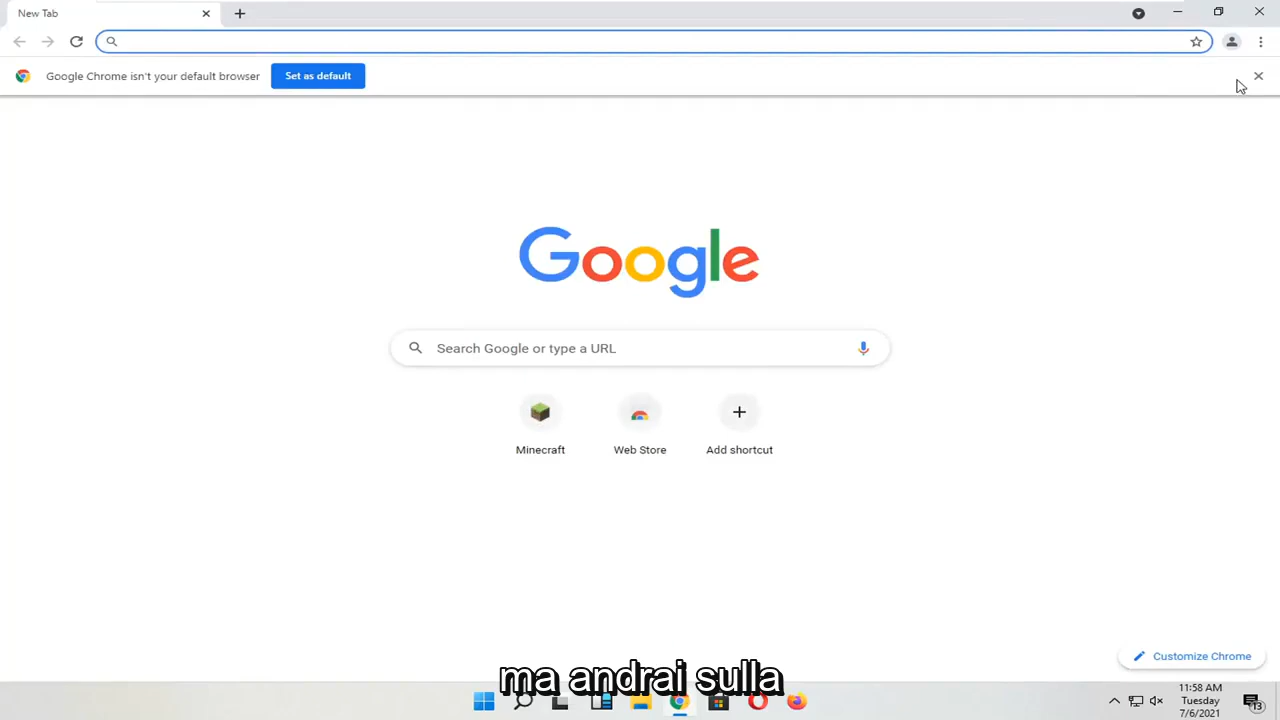 New Tab
Google Chrome isn't your default browser Set as default
Google
Search Google or type a URL
Minecraft Web Store Add shortcut
Customize Chrome
ma andrai sulla
11:58 AM
Tuesday
7/6/2021
13